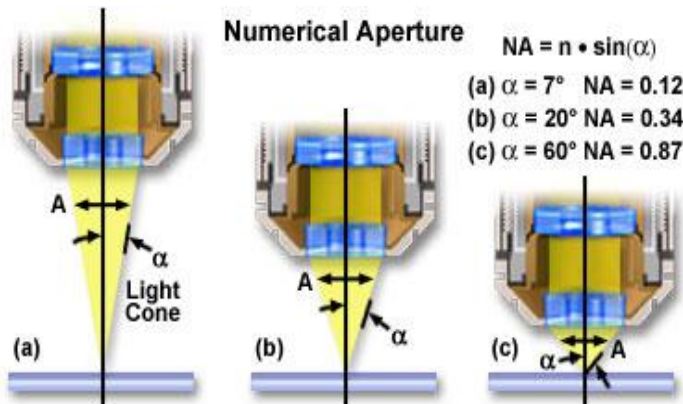 Numerical Aperture
NA = n • sin(α)
(a) α = 7° NA = 0.12
(b) α = 20° NA = 0.34
(c) α = 60° NA = 0.87
A
α
Light
Cone
(a)
A
α
(b)
A
α
(c)